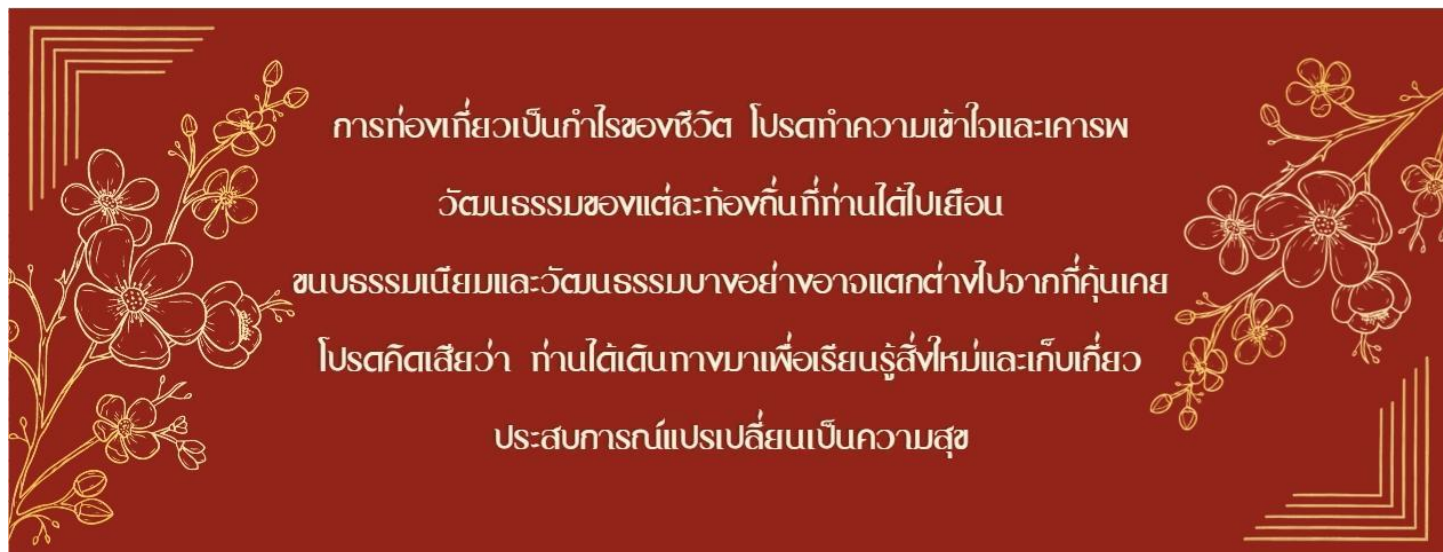 การท่องเที่ยวเป็นกำไรของชีวิต โปรดทำความเข้าใจและเคารพ
วัฒนธรรมของแต่ละท้องถิ่นที่ท่านได้ไปเยือน
ขนบธรรมเนียมและวัฒนธรรมบางอย่างอาจแตกต่างไปจากที่คุ้นเคย
โปรดคิดเสียว่า ท่านได้เดินทางมาเพื่อเรียนรู้สิ่งใหม่และเก็บเกี่ยว
ประสบการณ์แปรเปลี่ยนเป็นความสุข